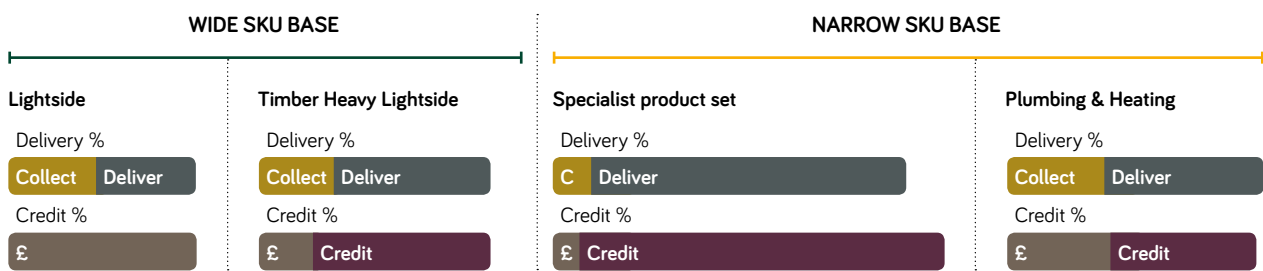 WIDE SKU BASE
NARROW SKU BASE
Lightside
Timber Heavy Lightside
Specialist product set
Plumbing & Heating
Delivery %
Delivery %
Delivery %
Delivery %
Collect Deliver
Collect Deliver
C Deliver
Collect Deliver
Credit %
Credit %
Credit %
Credit %
£
£ Credit
£ Credit
£ Credit